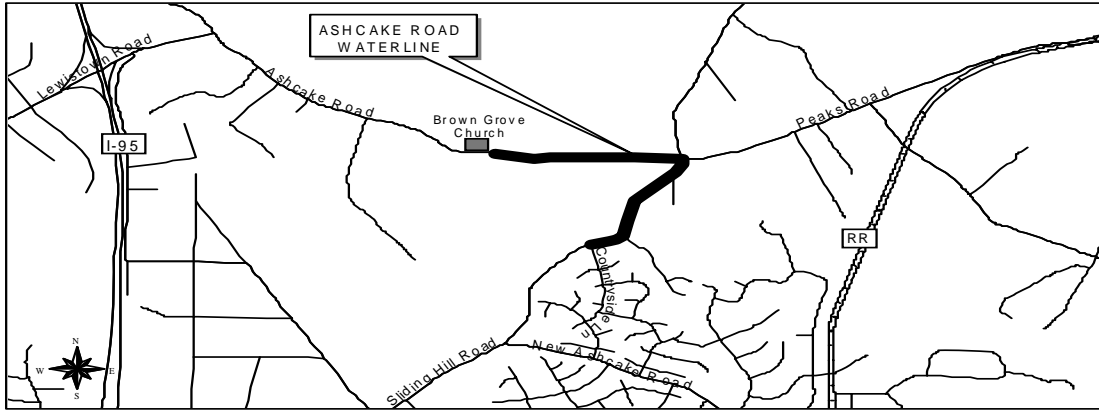 ASHCAKE ROAD
WATERLINE
Lewistown Road
Ashcake Road
Peaks Road
Brown Grove
Church
I-95
RR
Countryside Ln
New Ashcake Road
Sliding Hill Road
N
W E
S